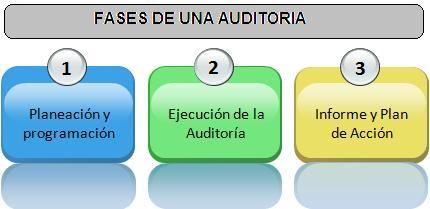 FASES DE UNA AUDITORIA
1
Planeación y
programación
2
Ejecución de la
Auditoría
3
Informe y Plan
de Acción